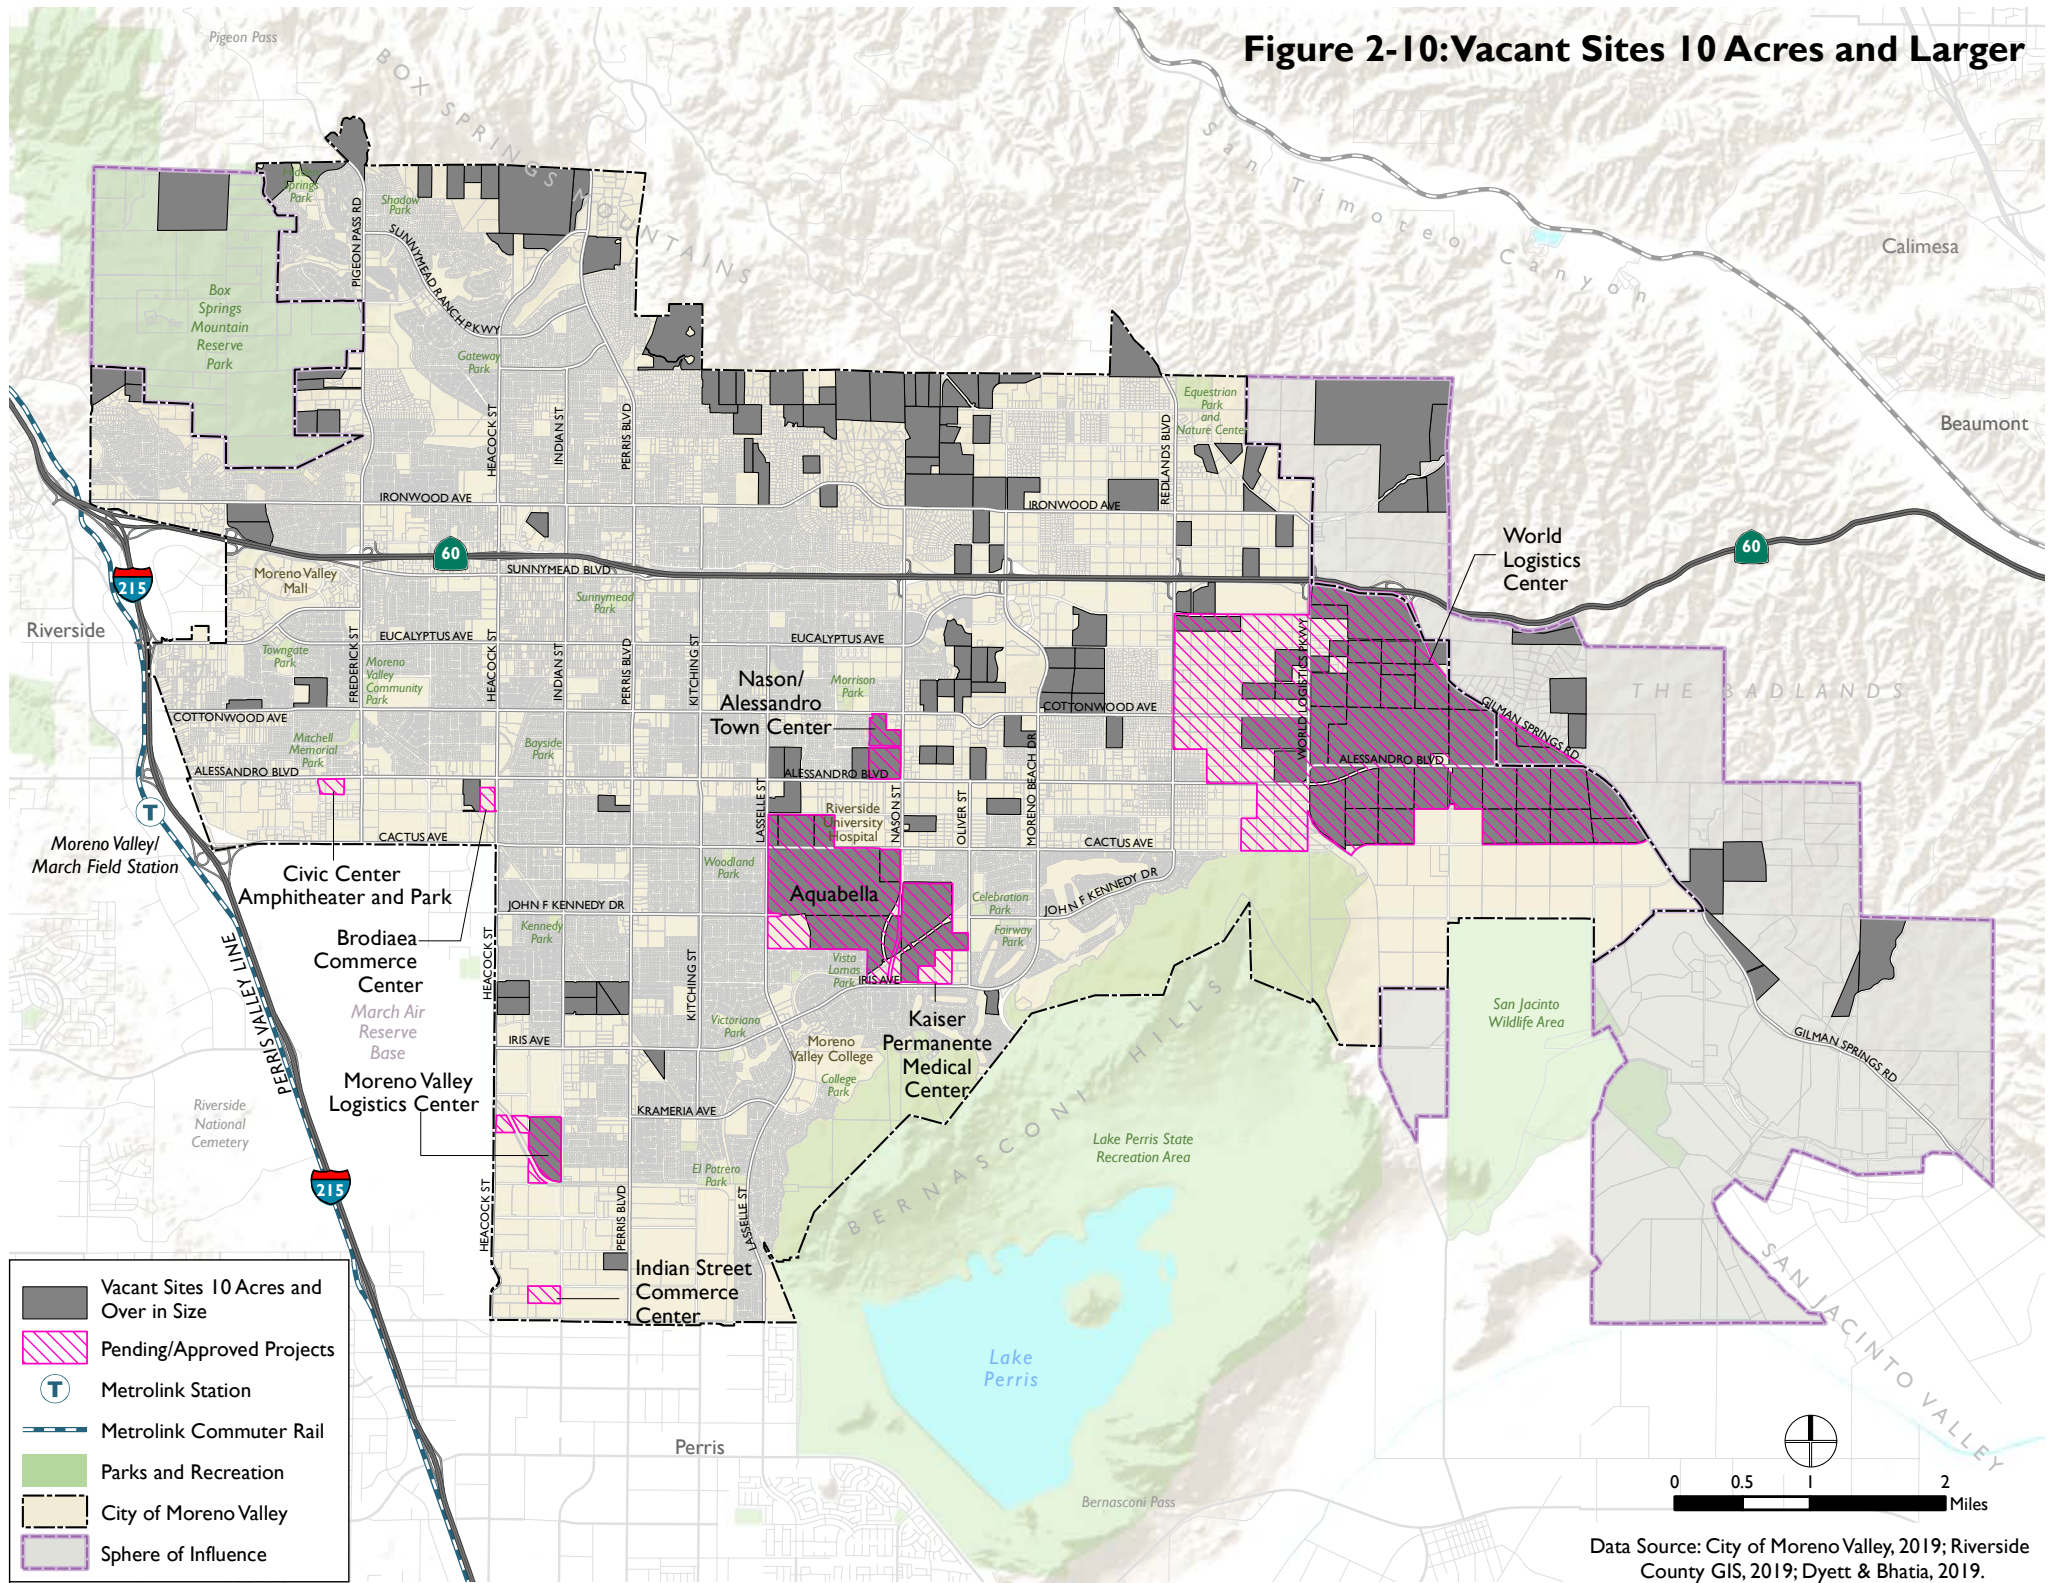 Figure 2-10: Vacant Sites 10 Acres and Larger
Pigeon Pass
BOX SPRINGS MOUNTAINS
San Timoteo Canyon
Calimesa
Beaumont
Hidden
Springs
Park
Shadow
Park
PIGEON PASS RD
SUNNYMEAD RANCH PKWY
Box
Springs
Mountain
Reserve
Park
Gateway
Park
HEACOCK ST
INDIAN ST
PERRIS BLVD
REDLANDS BLVD
Equestrian
Park
and
Nature Cente
IRONWOOD AVE
IRONWOOD AVE
60
60
215
SUNNYMEAD BLVD
Moreno Valley
Mall
Sunnymead
Park
World
Logistics
Center
Riverside
EUCALYPTUS AVE
EUCALYPTUS AVE
Towngate
Park
FREDERICK ST
Moreno
Valley
Community
Park
HEACOCK ST
INDIAN ST
PERRIS BLVD
KITCHING ST
Nason/
Alessandro
Town Center
Morrison
Park
WORLD LOGISTICS PKWY
THE BADLANDS
GILMAN SPRINGS RD
COTTONWOOD AVE
COTTONWOOD AVE
Mitchell
Memorial
Park
Bayside
Park
ALESSANDRO BLVD
ALESSANDRO BLVD
ALESSANDRO BLVD
LASSELLE ST
Riverside
University
Hospital
NASON ST
OLIVER ST
MORENO BEACH DR
T
Moreno Valley/
March Field Station
CACTUS AVE
CACTUS AVE
Civic Center
Amphitheater and Park
Woodland
Park
Aquabella
Celebration
Park
JOHN F KENNEDY DR
JOHN F KENNEDY DR
Kennedy
Park
Fairway
Park
Brodiaea
Commerce
Center
HEACOCK ST
KITCHING ST
Vista
Lomas
Park
IRIS AVE
PERRIS VALLEY LINE
March Air
Reserve
Base
Victoriano
Park
Kaiser
Permanente
Medical
Center
San Jacinto
Wildlife Area
GILMAN SPRINGS RD
IRIS AVE
Moreno
Valley College
College
Park
Moreno Valley
Logistics Center
KRAMERIA AVE
Riverside
National
Cemetery
BERNASCONI HILLS
Lake Perris State
Recreation Area
El Potrero
Park
215
HEACOCK ST
PERRIS BLVD
LASSELLE ST
Indian Street
Commerce
Center
SAN JACINTO VALLEY
Lake
Perris
Perris
Bernasconi Pass
Vacant Sites 10 Acres and
Over in Size
Pending/Approved Projects
T
Metrolink Station
Metrolink Commuter Rail
Parks and Recreation
City of Moreno Valley
Sphere of Influence
0 0.5 1 2
Miles
Data Source: City of Moreno Valley, 2019; Riverside
County GIS, 2019; Dyett & Bhatia, 2019.